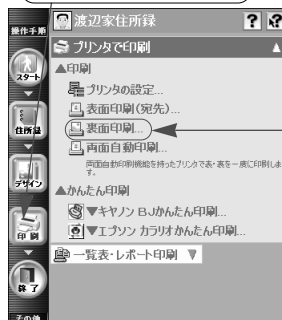 操作手順
渡辺家住所録
? 
プリンタで印刷 ▲
スタート
▲印刷
プリンタの設定...
表面印刷(宛先)...
住所録
裏面印刷...
両面自動印刷...
両面自動印刷機能を持ったプリンタで表・裏を一度に印刷しま
す。
デザイン
▲かんたん印刷
▼キヤノン BJかんたん印刷...
印刷
▼エプソン カラリオかんたん印刷...
一覧表・レポート印刷 ▼
終了
その他